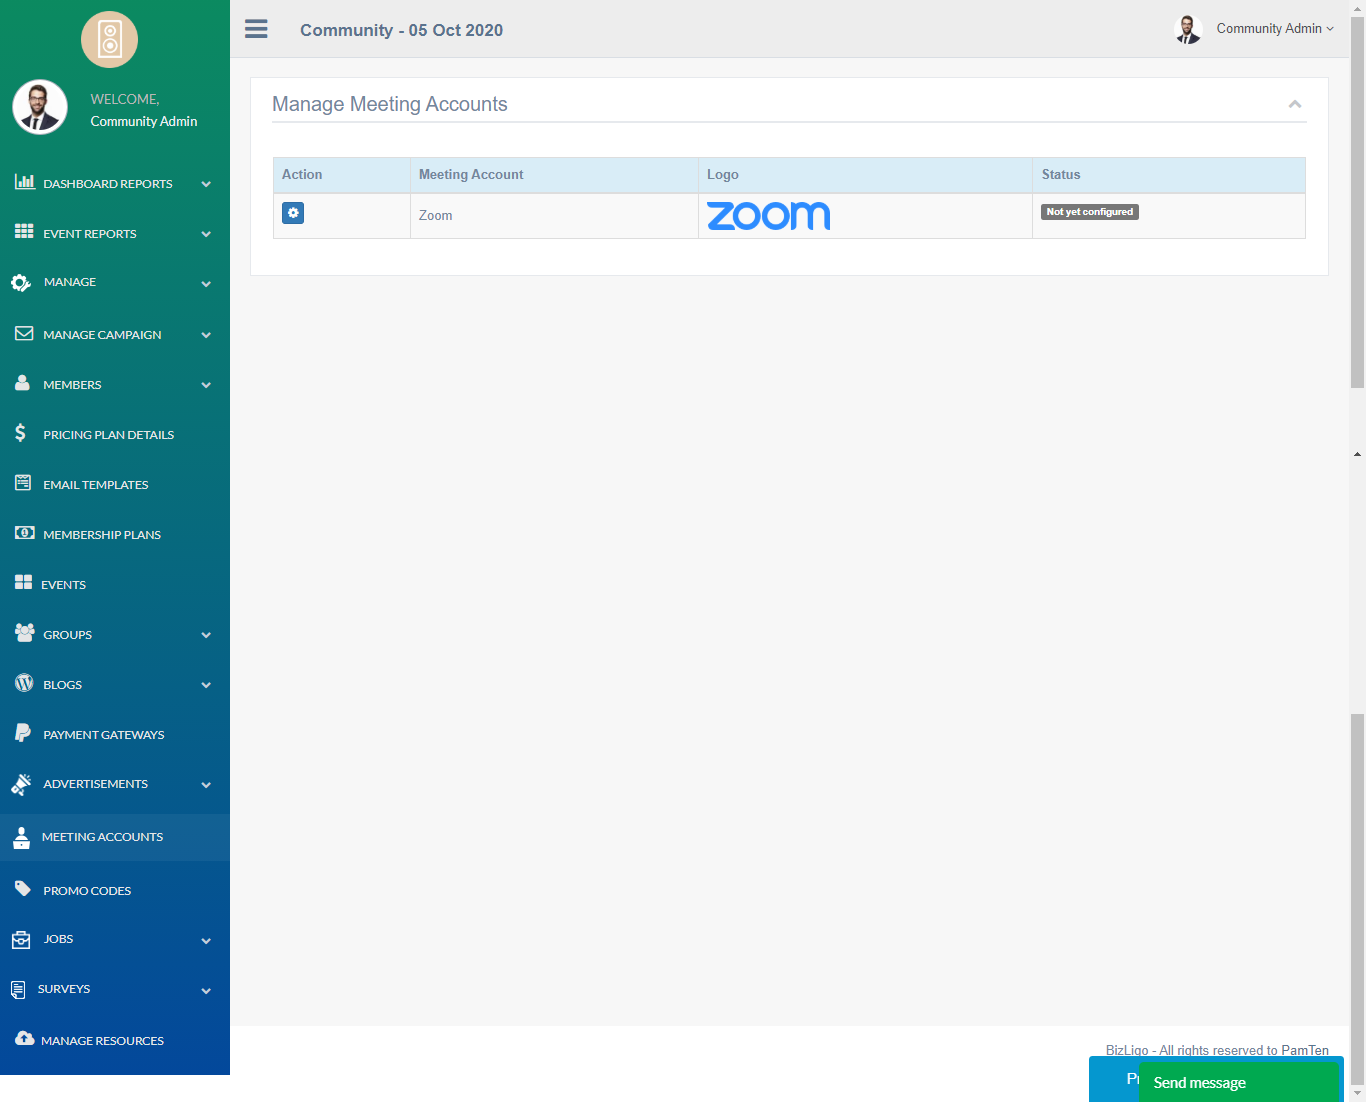 WELCOME,
Community Admin
DASHBOARD REPORTS
EVENT REPORTS
MANAGE
MANAGE CAMPAIGN
MEMBERS
PRICING PLAN DETAILS
EMAIL TEMPLATES
MEMBERSHIP PLANS
EVENTS
GROUPS
BLOGS
PAYMENT GATEWAYS
ADVERTISEMENTS
MEETING ACCOUNTS
PROMO CODES
JOBS
SURVEYS
MANAGE RESOURCES
Community - 05 Oct 2020
Community Admin
Manage Meeting Accounts
Action Meeting Account Logo Status
Zoom zoom Not yet configured
BizLigo - All rights reserved to PamTen
Send message